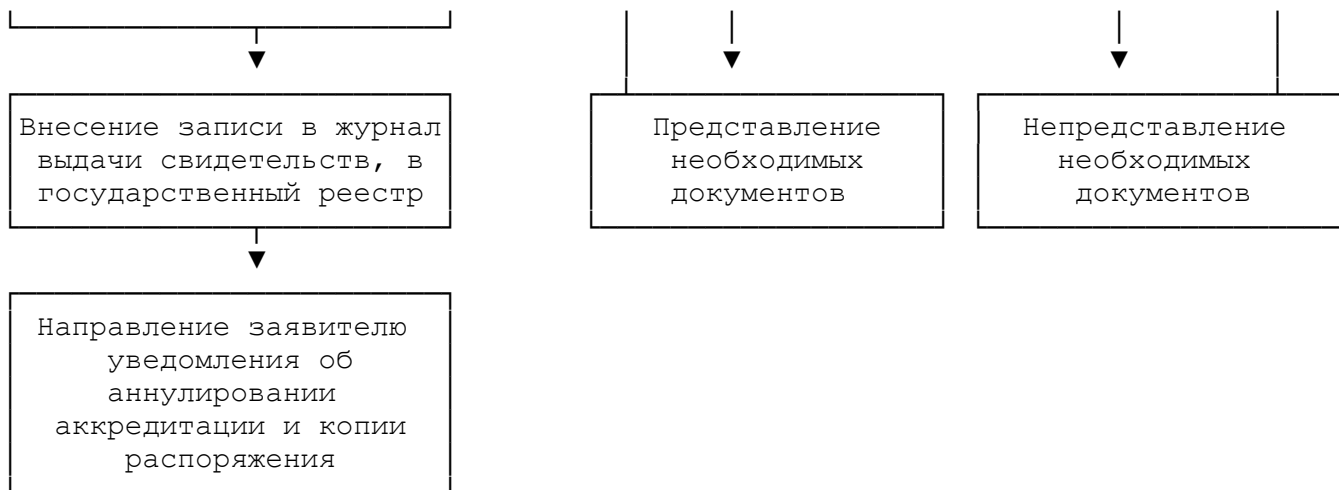 Внесение записи в журнал
выдачи свидетельств, в
государственный реестр
Представление
необходимых
документов
Непредставление
необходимых
документов
Направление заявителю
уведомления об
аннулировании
аккредитации и копии
распоряжения